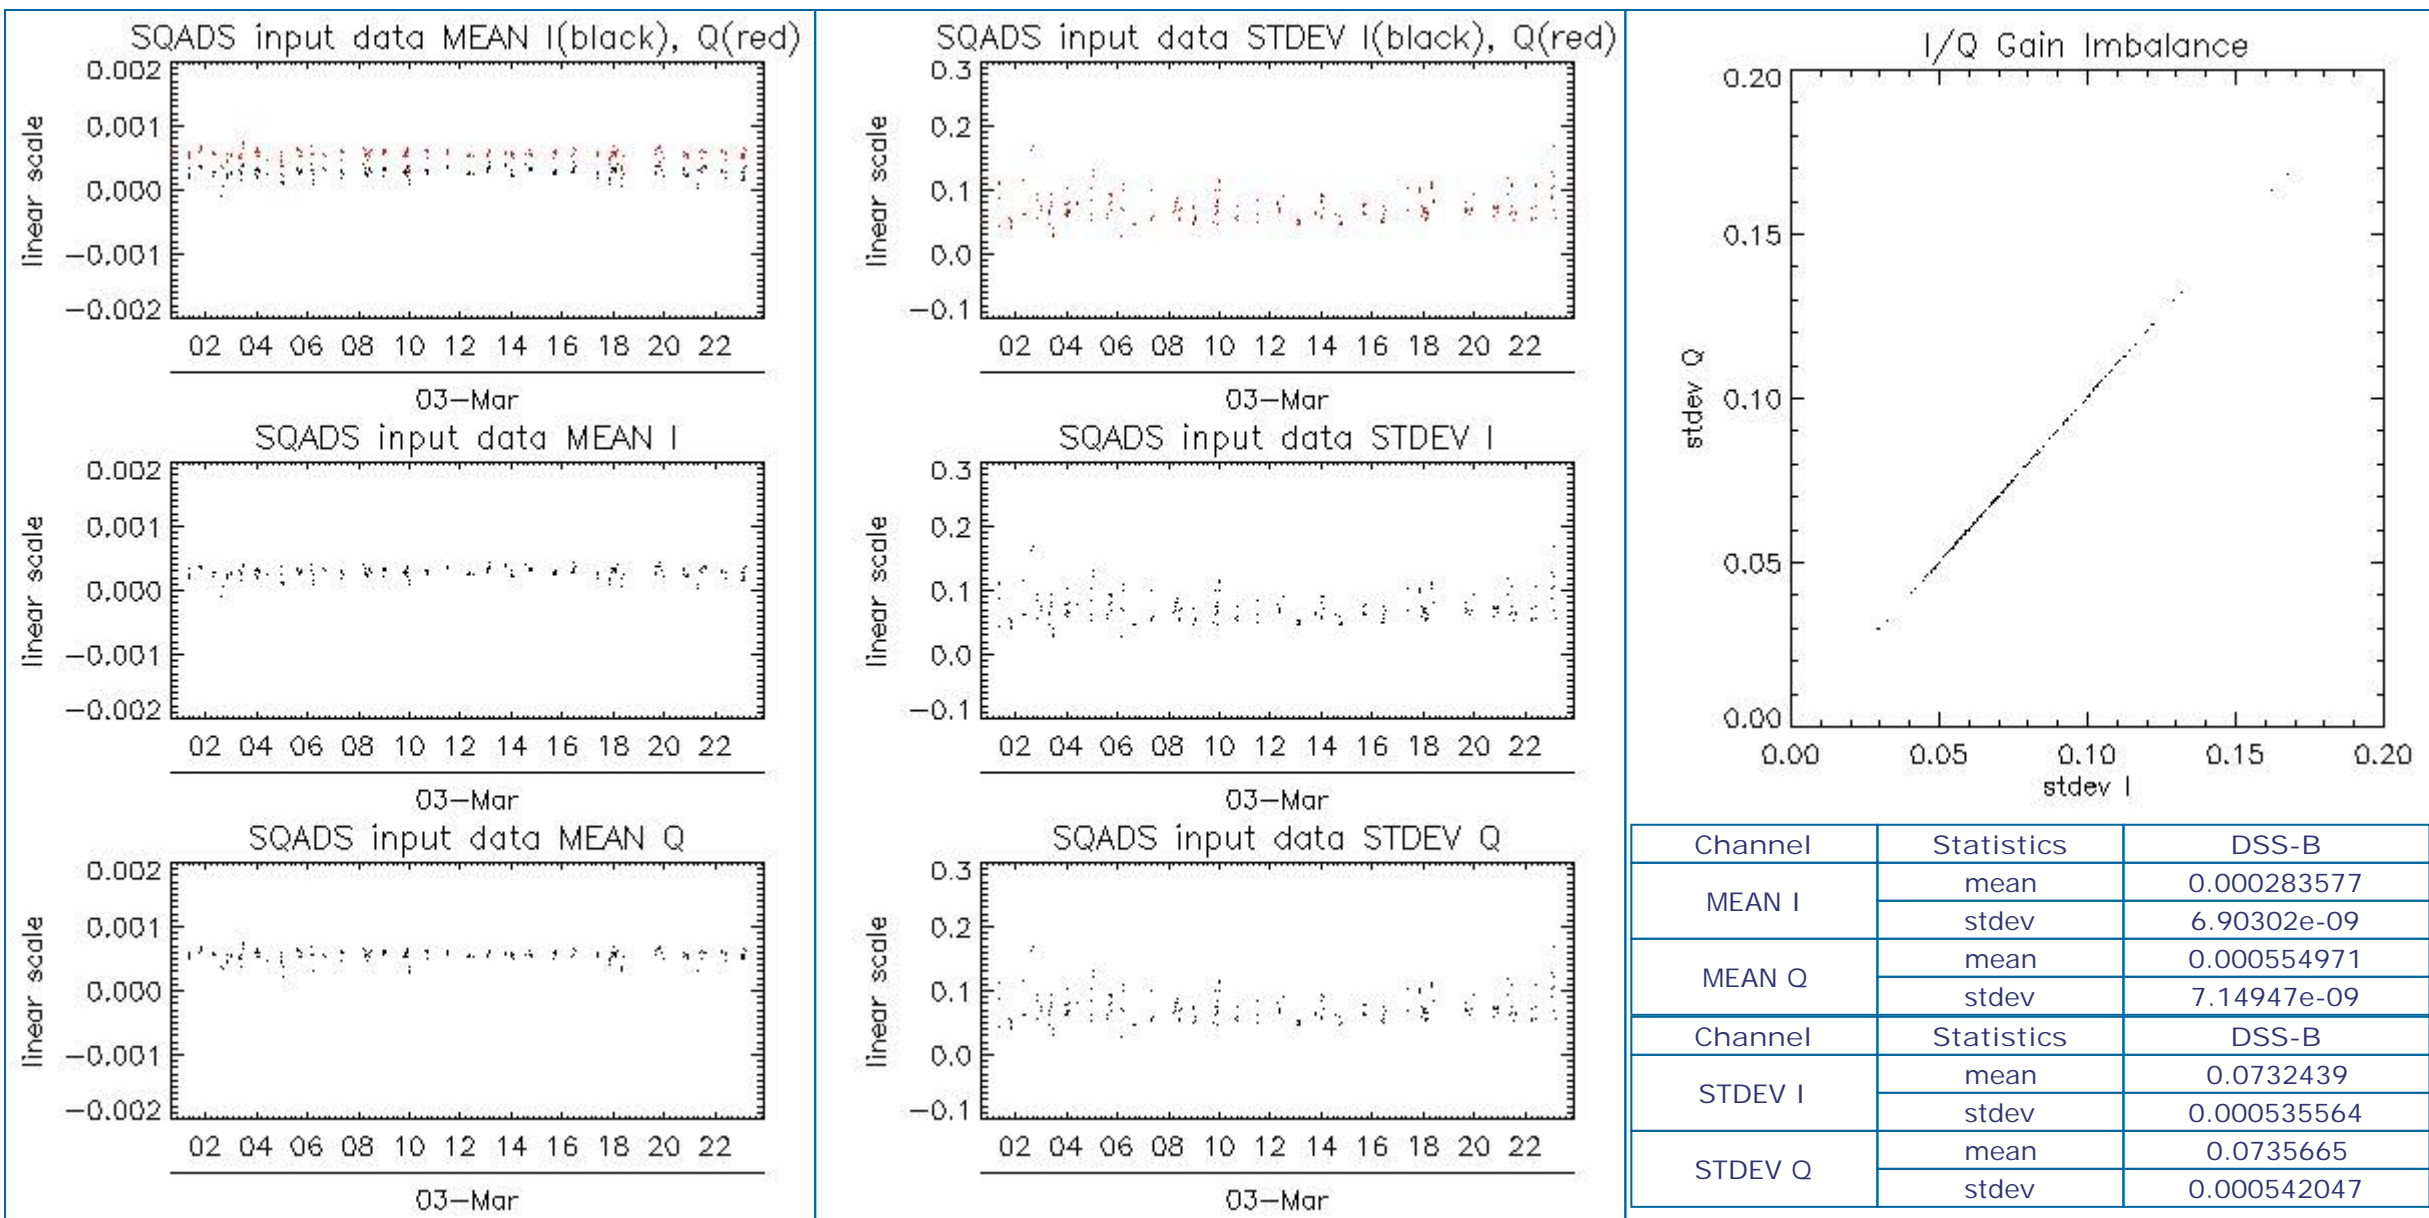 SQADS input data MEAN I(black), Q(red)
0.002
0.001
0.000
−0.001
−0.002
linear scale
02 04 06 08 10 12 14 16 18 20 22
03−Mar
SQADS input data MEAN I
0.002
0.001
0.000
−0.001
−0.002
linear scale
02 04 06 08 10 12 14 16 18 20 22
03−Mar
SQADS input data MEAN Q
0.002
0.001
0.000
−0.001
−0.002
linear scale
02 04 06 08 10 12 14 16 18 20 22
03−Mar
SQADS input data STDEV I(black), Q(red)
0.3
0.2
0.1
0.0
−0.1
linear scale
02 04 06 08 10 12 14 16 18 20 22
03−Mar
SQADS input data STDEV I
0.3
0.2
0.1
0.0
−0.1
linear scale
02 04 06 08 10 12 14 16 18 20 22
03−Mar
SQADS input data STDEV Q
0.3
0.2
0.1
0.0
−0.1
linear scale
02 04 06 08 10 12 14 16 18 20 22
03−Mar
I/Q Gain Imbalance
0.20
0.15
0.10
0.05
0.00
stdev Q
0.00 0.05 0.10 0.15 0.20
stdev I
Channel Statistics DSS-B
MEAN I mean 0.000283577
stdev 6.90302e-09
MEAN Q mean 0.000554971
stdev 7.14947e-09
Channel Statistics DSS-B
STDEV I mean 0.0732439
stdev 0.000535564
STDEV Q mean 0.0735665
stdev 0.000542047